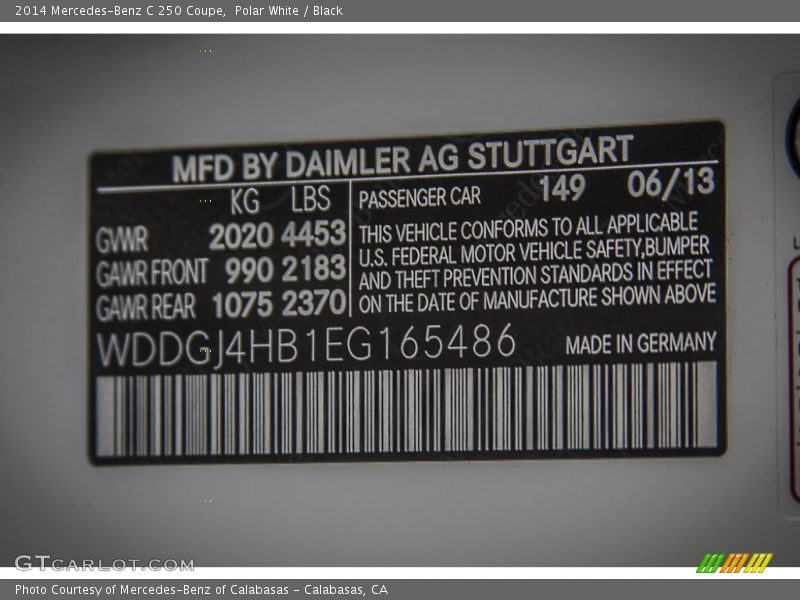 2014 Mercedes-Benz C 250 Coupe,  Polar White / Black
MFD BY DAIMLER AG STUTTGART
KG LBS PASSENGER CAR 149 06/13
GVWR 2020 4453 THIS VEHICLE CONFORMS TO ALL APPLICABLE
GAWR FRONT 990 2183 U.S. FEDERAL MOTOR VEHICLE SAFETY,BUMPER
GAWR REAR 1075 2370 AND THEFT PREVENTION STANDARDS IN EFFECT
ON THE DATE OF MANUFACTURE SHOWN ABOVE
WDDGJ4HB1EG165486 MADE IN GERMANY
GTCARLOT.COM
Photo Courtesy of Mercedes-Benz of Calabasas - Calabasas, CA